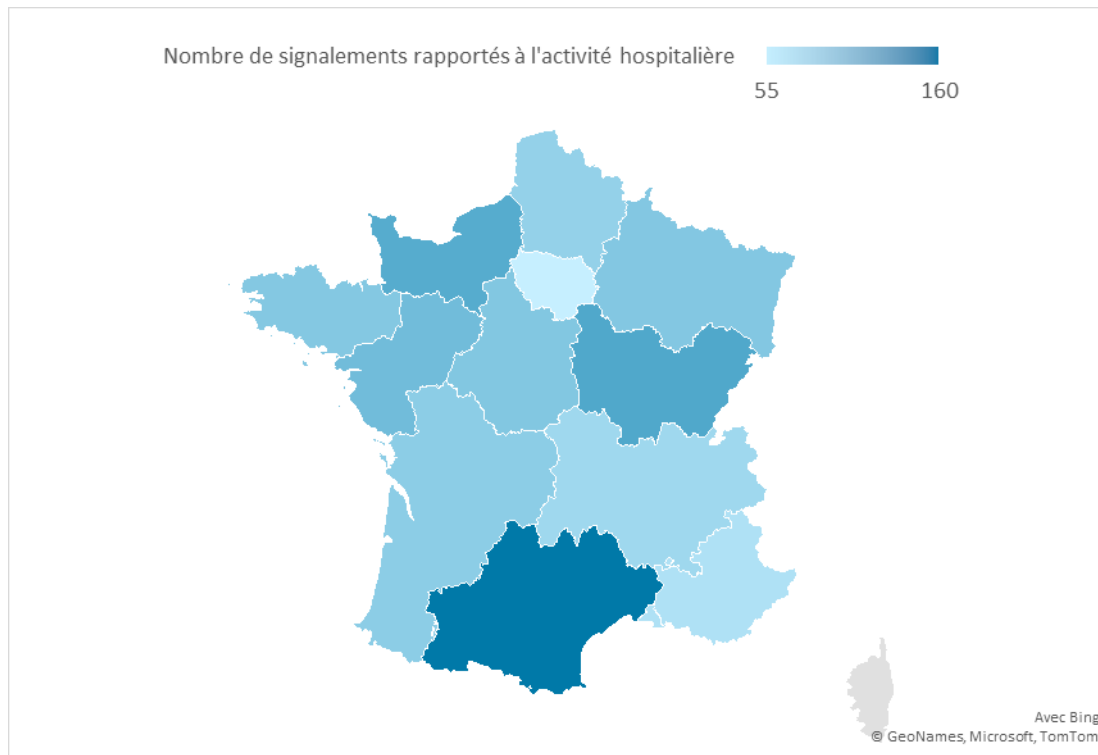 Nombre de signalements rapportés à l'activité hospitalière
55 160
Avec Bing
© GeoNames, Microsoft, TomTom